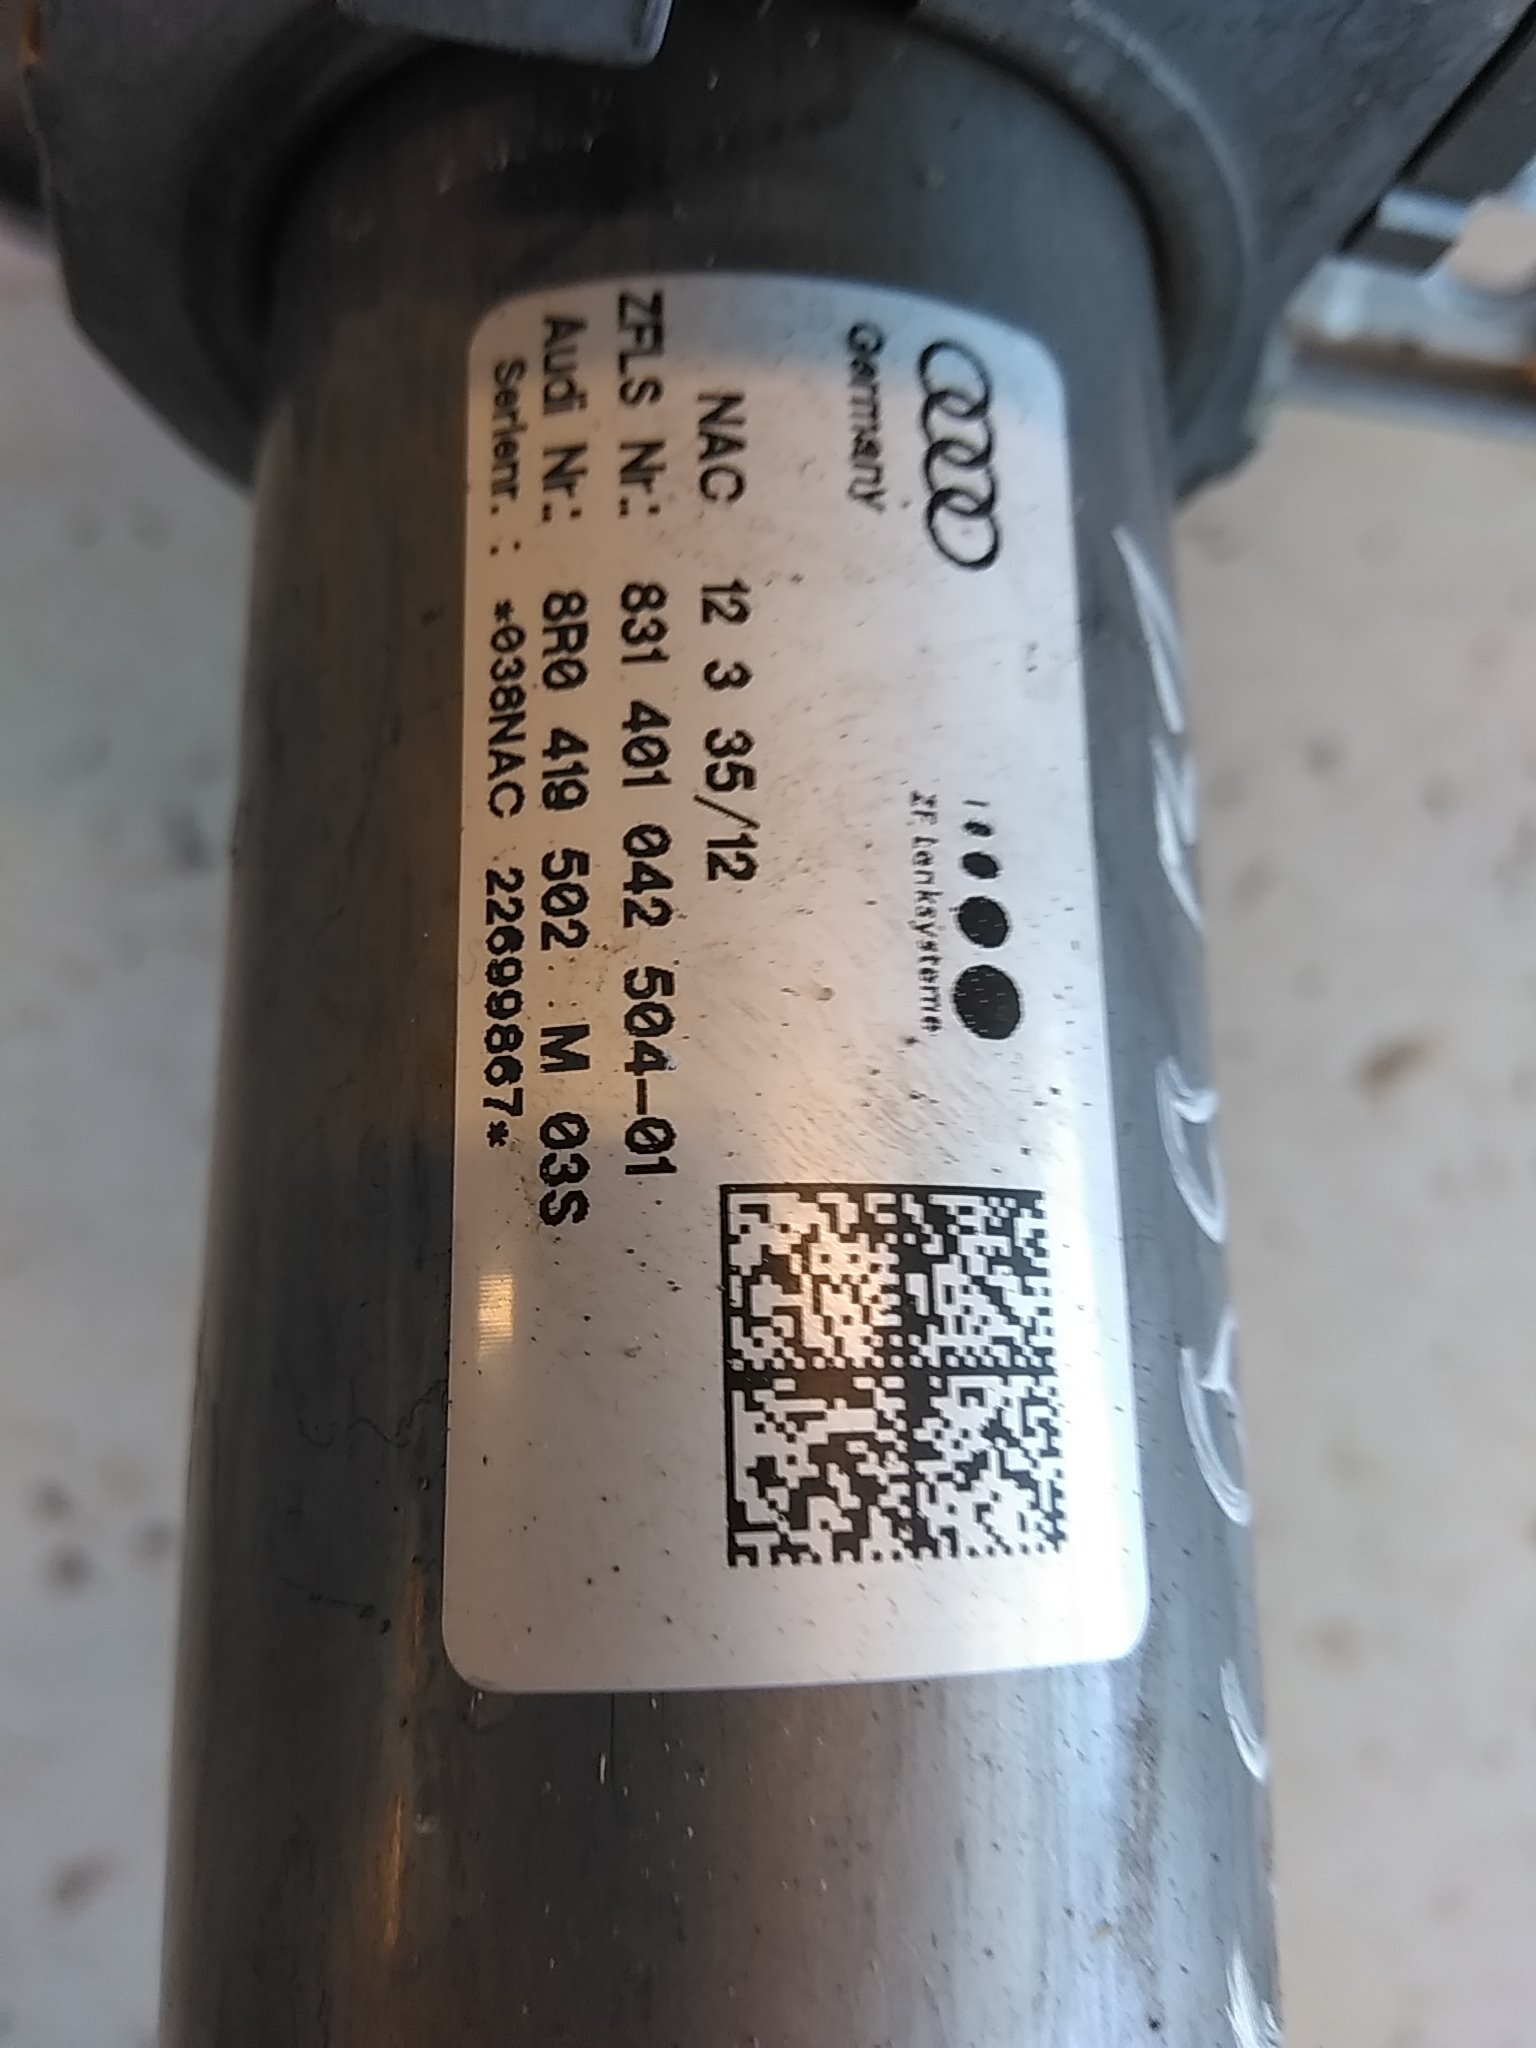 Germany
ZF Lenksysteme
NAC 12 3 35/12
ZFLS Nr.: 831 401 042 504-01
Audi Nr.: 8R0 419 502 M 03S
Serienr. : *038NAC 22699867*